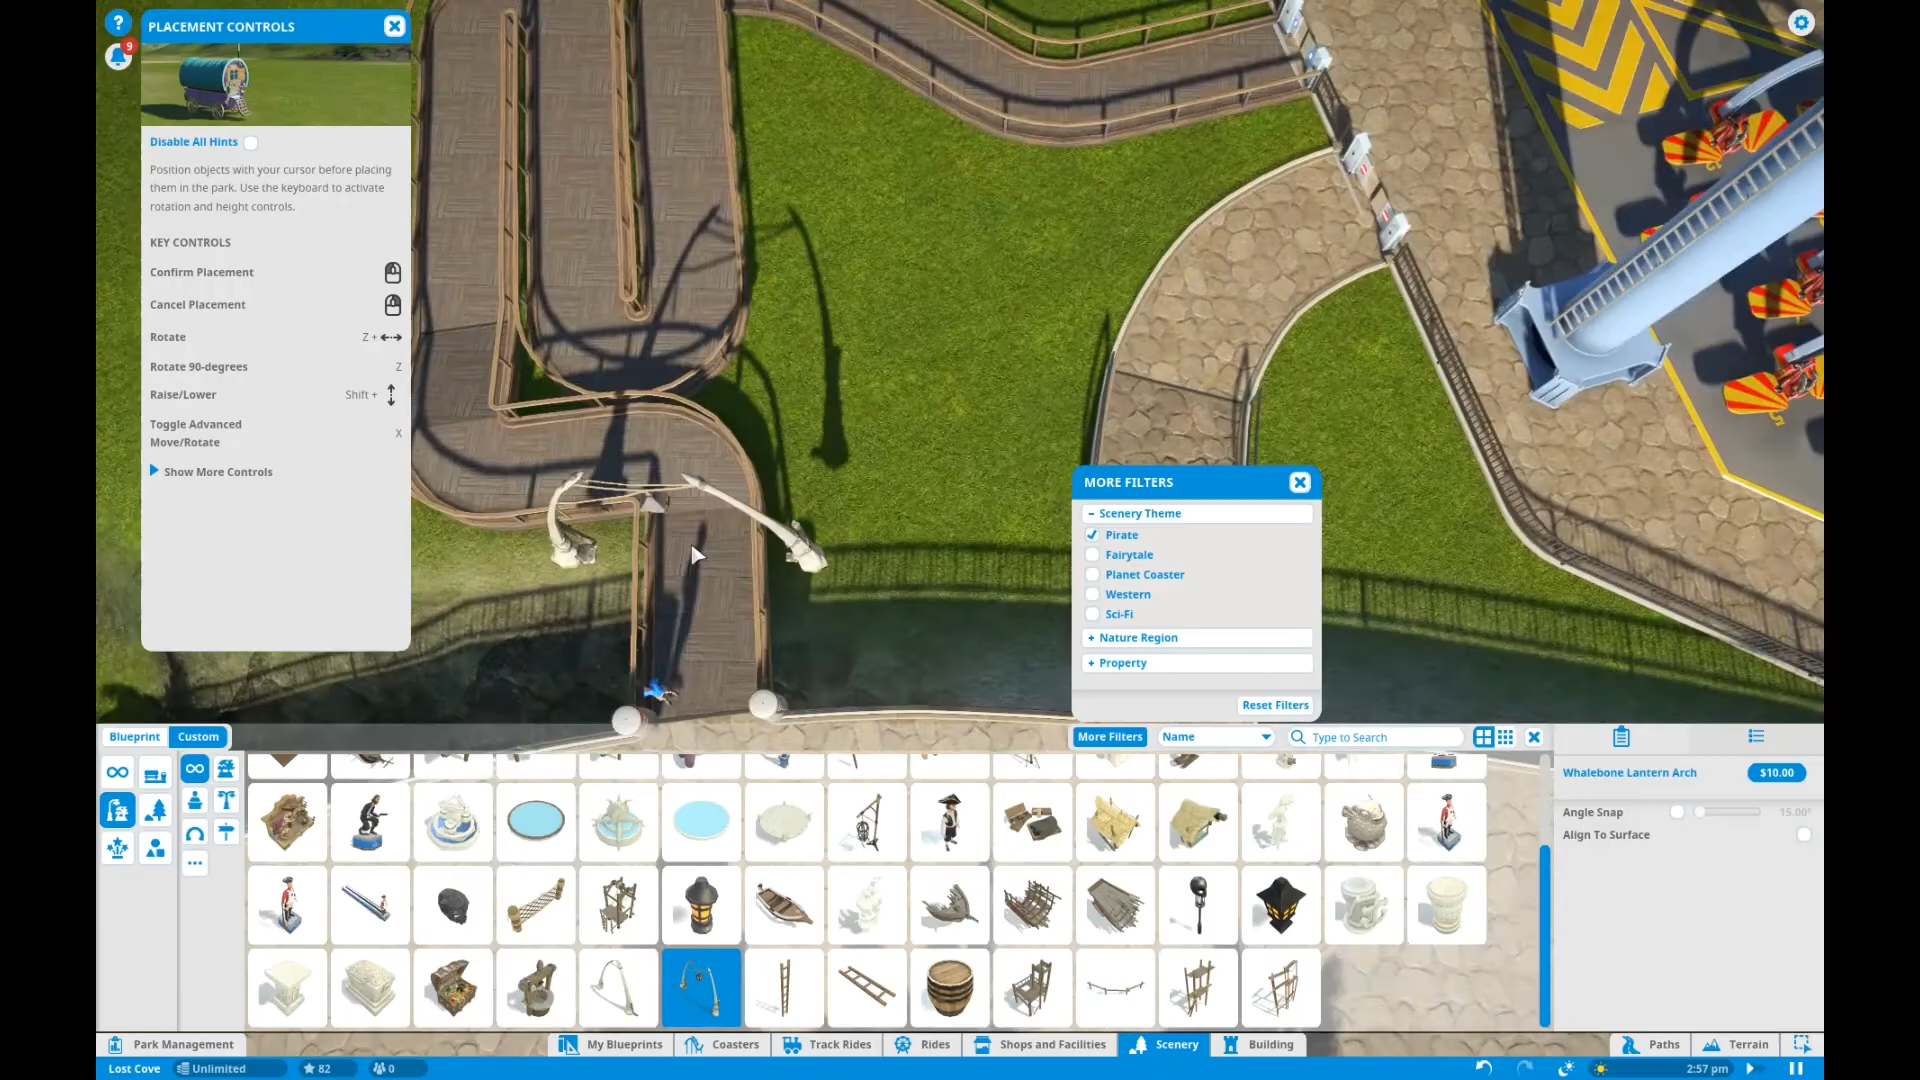 ?
9
PLACEMENT CONTROLS
Disable All Hints
Position objects with your cursor before placing
them in the park. Use the keyboard to activate
rotation and height controls.
KEY CONTROLS
Confirm Placement
Cancel Placement
Rotate Z +
Rotate 90-degrees Z
Raise/Lower Shift +
Toggle Advanced
Move/Rotate X
Show More Controls
MORE FILTERS
− Scenery Theme
Pirate
Fairytale
Planet Coaster
Western
Sci-Fi
+ Nature Region
+ Property
Reset Filters
Blueprint Custom
More Filters Name Type to Search
Whalebone Lantern Arch $10.00
Angle Snap 15.00°
Align To Surface
Park Management My Blueprints Coasters Track Rides Rides Shops and Facilities Scenery Building Paths Terrain
Lost Cove Unlimited 82 0 2:57 pm